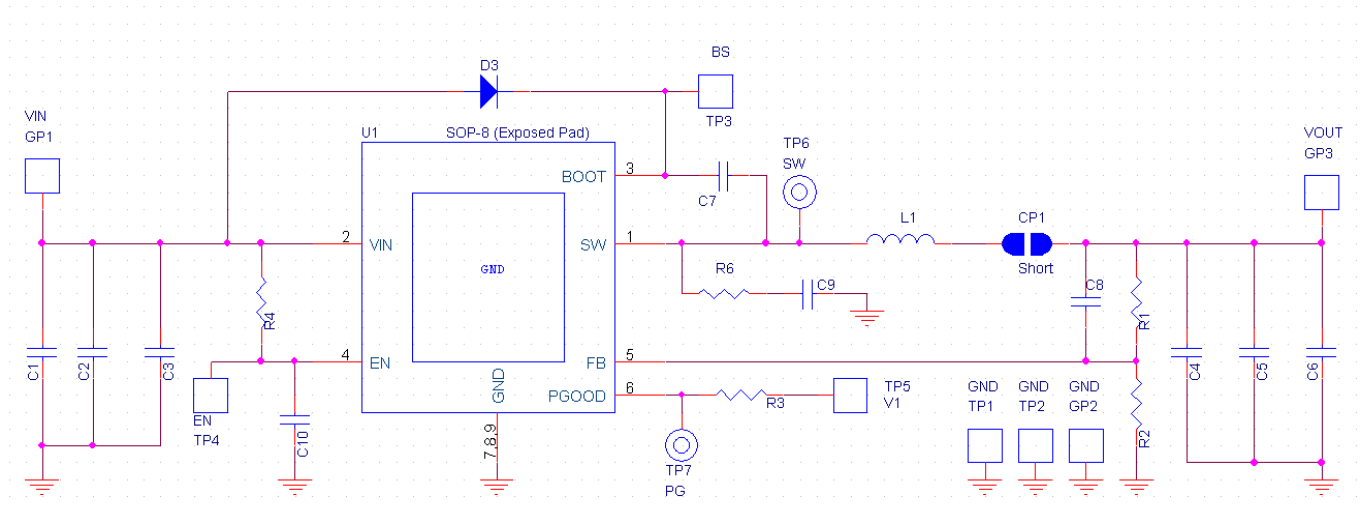 BS
D3
TP3
VIN
GP1
U1
SOP-8 (Exposed Pad)
TP6
SW
VOUT
GP3
BOOT
3
C7
2
VIN
SW
1
L1
CP1
Short
GND
R6
C9
C8
R4
R1
C1
C2
C3
4
EN
FB
5
C4
C5
C6
GND
PGOOD
6
R3
TP5
V1
GND
TP1
GND
TP2
GND
GP2
EN
TP4
C10
7,8,9
R2
TP7
PG